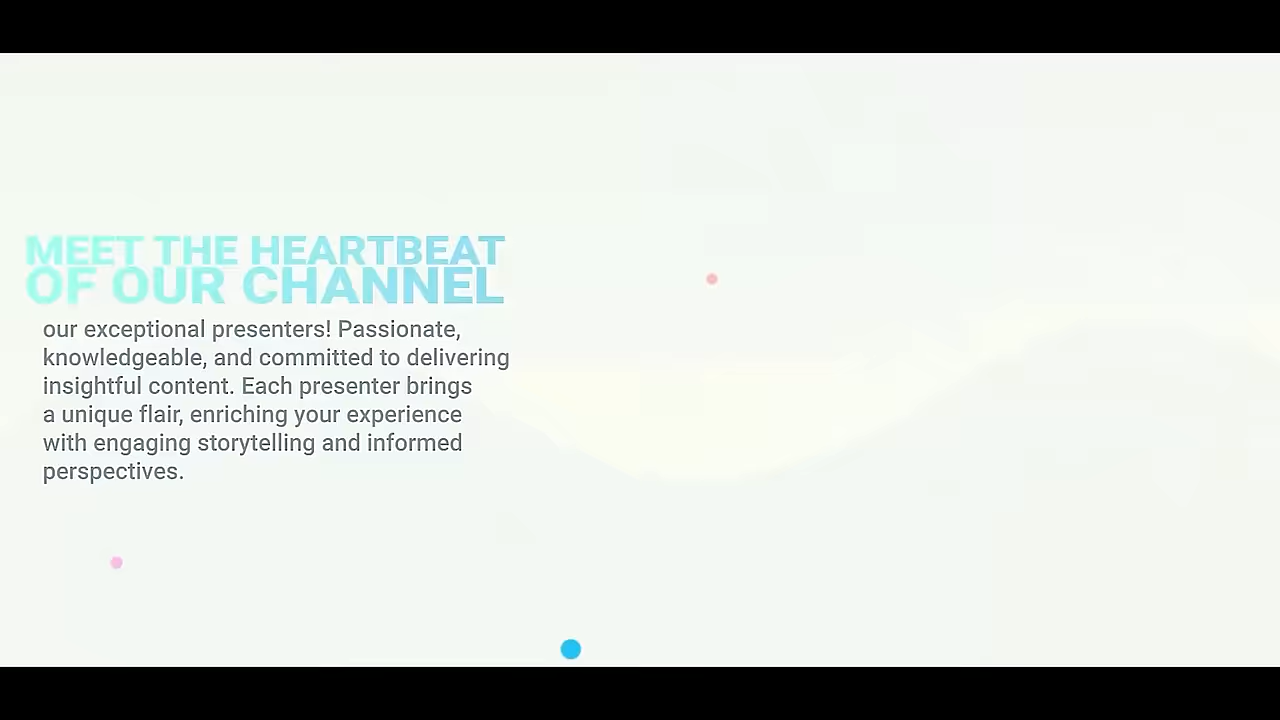 MEET THE HEARTBEAT
OF OUR CHANNEL
our exceptional presenters! Passionate,
knowledgeable, and committed to delivering
insightful content. Each presenter brings
a unique flair, enriching your experience
with engaging storytelling and informed
perspectives.